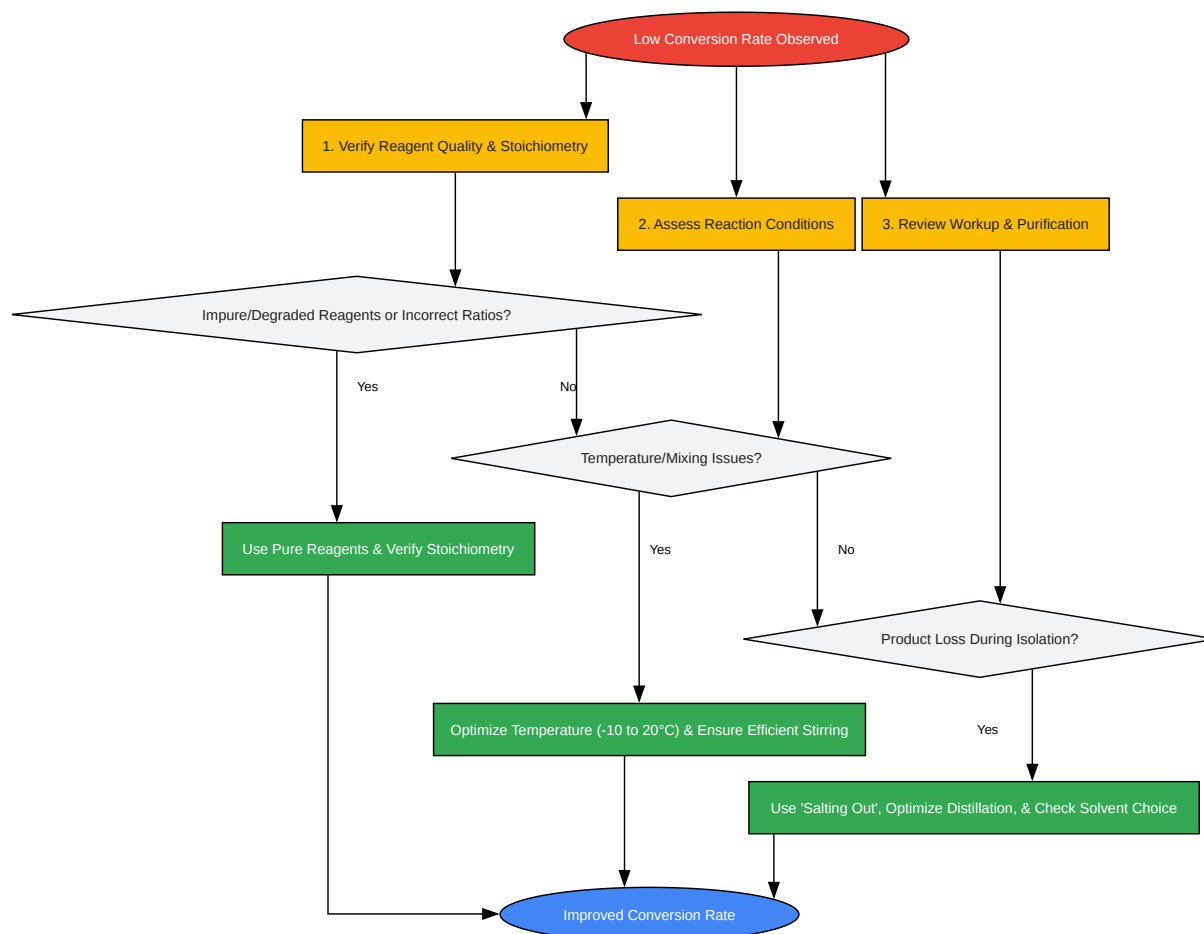 Low Conversion Rate Observed
1. Verify Reagent Quality & Stoichiometry
2. Assess Reaction Conditions
3. Review Workup & Purification
Impure/Degraded Reagents or Incorrect Ratios?
Yes
No
Temperature/Mixing Issues?
Use Pure Reagents & Verify Stoichiometry
Yes
No
Product Loss During Isolation?
Optimize Temperature (-10 to 20°C) & Ensure Efficient Stirring
Yes
Use 'Salting Out', Optimize Distillation, & Check Solvent Choice
Improved Conversion Rate